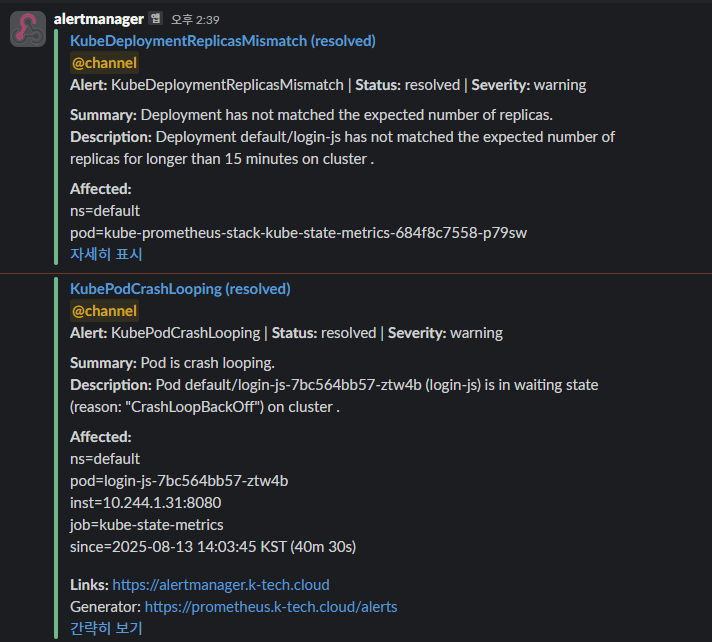 alertmanager 앱 오후 2:39
KubeDeploymentReplicasMismatch (resolved)
@channel
Alert: KubeDeploymentReplicasMismatch | Status: resolved | Severity: warning
Summary: Deployment has not matched the expected number of replicas.
Description: Deployment default/login-js has not matched the expected number of
replicas for longer than 15 minutes on cluster .
Affected:
ns=default
pod=kube-prometheus-stack-kube-state-metrics-684f8c7558-p79sw
자세히 표시
KubePodCrashLooping (resolved)
@channel
Alert: KubePodCrashLooping | Status: resolved | Severity: warning
Summary: Pod is crash looping.
Description: Pod default/login-js-7bc564bb57-ztw4b (login-js) is in waiting state
(reason: "CrashLoopBackOff") on cluster .
Affected:
ns=default
pod=login-js-7bc564bb57-ztw4b
inst=10.244.1.31:8080
job=kube-state-metrics
since=2025-08-13 14:03:45 KST (40m 30s)
Links: https://alertmanager.k-tech.cloud
Generator: https://prometheus.k-tech.cloud/alerts
간략히 보기